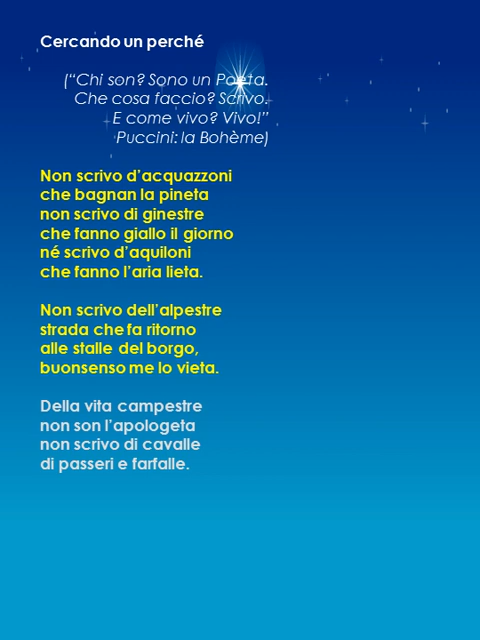 Cercando un perché
(“Chi son? Sono un Poeta.
Che cosa faccio? Scrivo.
E come vivo? Vivo!”
Puccini: la Bohème)
Non scrivo d’acquazzoni
che bagnan la pineta
non scrivo di ginestre
che fanno giallo il giorno
né scrivo d’aquiloni
che fanno l’aria lieta.
Non scrivo dell’alpestre
strada che fa ritorno
alle stalle del borgo,
buonsenso me lo vieta.
Della vita campestre
non son l’apologeta
non scrivo di cavalle
di passeri e farfalle.